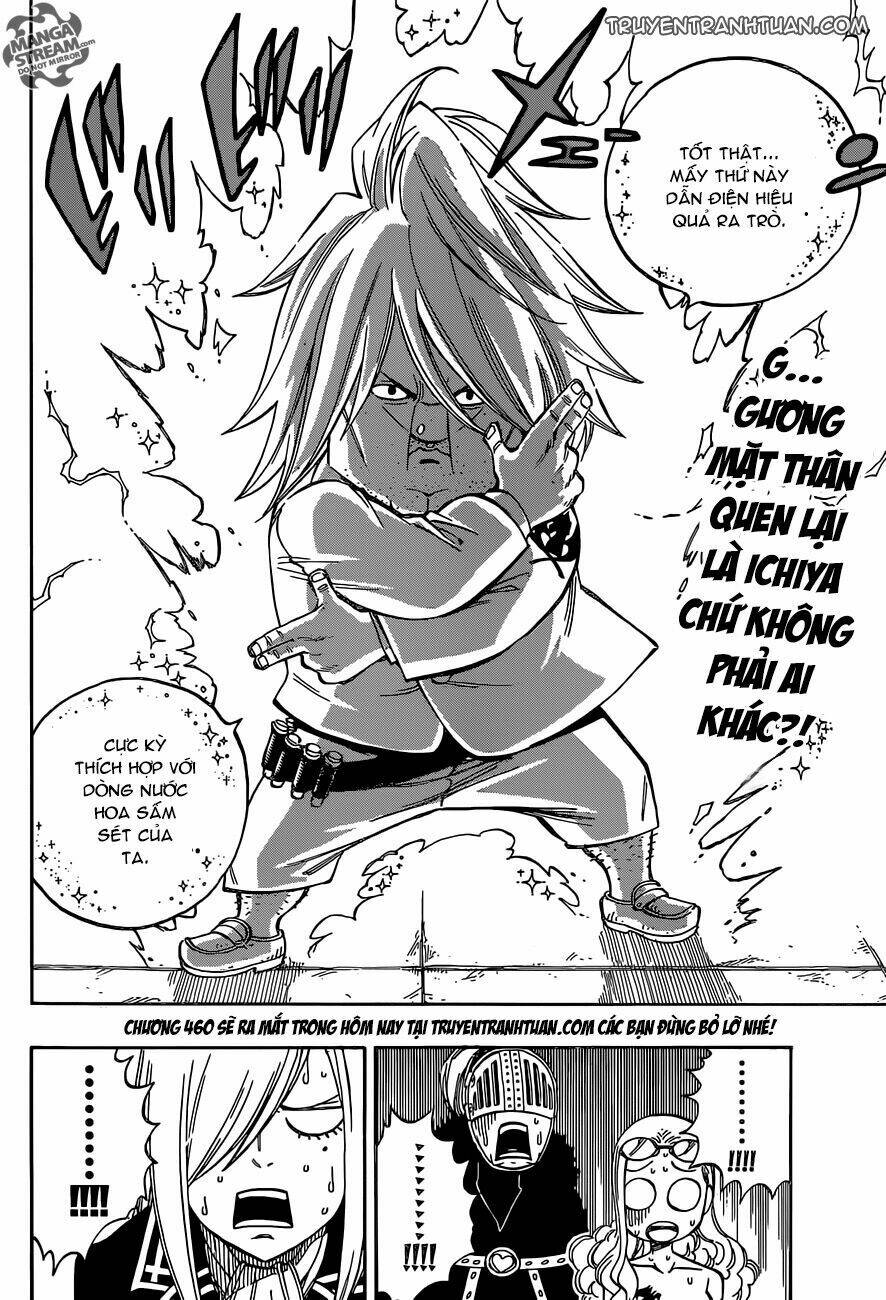 MANGA
STREAM
DO NOT MIRROR!
TRUYENTRANHTUAN.COM
TỐT THẬT...
MẤY THỨ NÀY
DẪN ĐIỆN HIỆU
QUẢ RA TRÒ.
G...
GƯƠNG
MẶT THÂN
QUEN LẠI
LÀ ICHIYA
CHỨ KHÔNG
PHẢI AI
KHÁC?!
CỰC KỲ
THÍCH HỢP VỚI
DÒNG NƯỚC
HOA SẤM
SÉT CỦA
TA.
CHƯƠNG 460 SẼ RA MẮT TRONG HÔM NAY TẠI TRUYENTRANHTUAN.COM CÁC BẠN ĐỪNG BỎ LỠ NHÉ!
!!!!
!!!!
!!!!